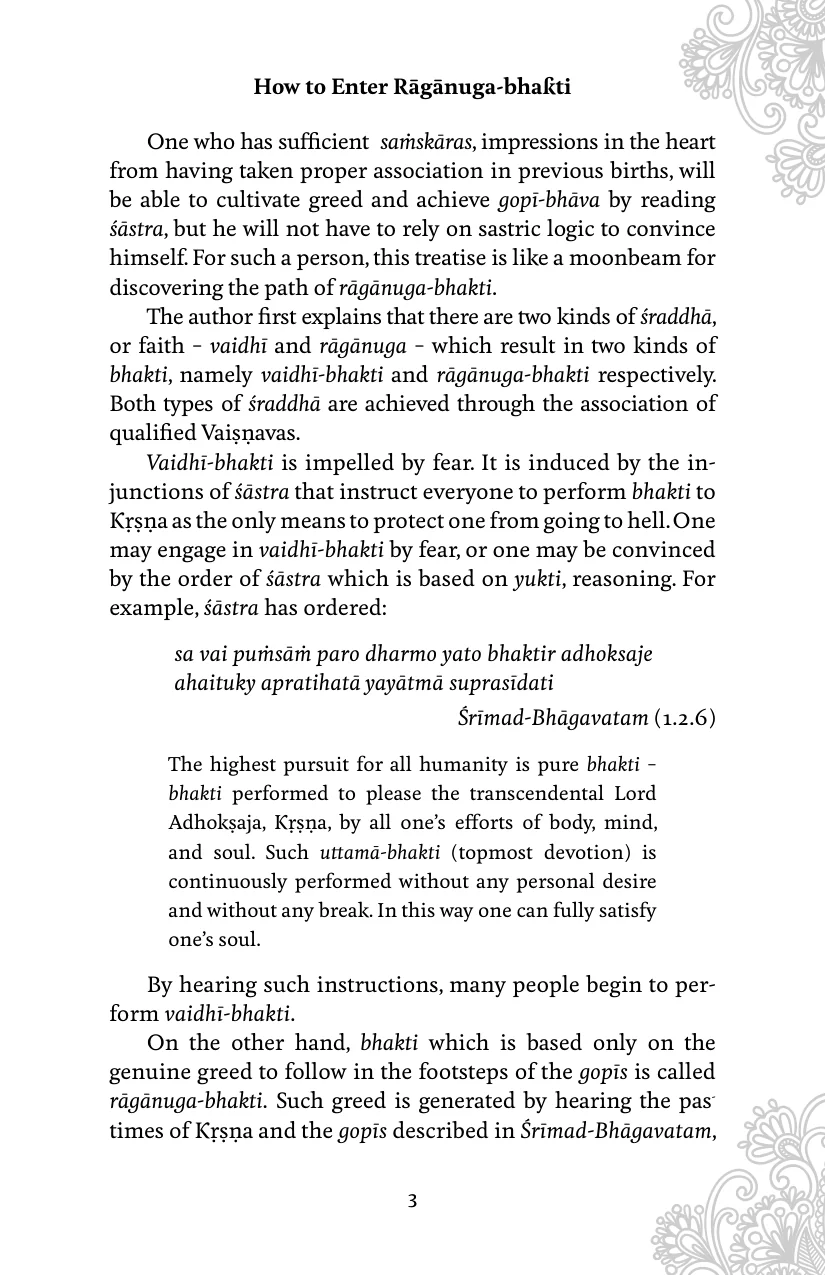 How to Enter Rāgānuga-bhakti
One who has sufficient saṁskāras, impressions in the heart
from having taken proper association in previous births, will
be able to cultivate greed and achieve gopī-bhāva by reading
śāstra, but he will not have to rely on sastric logic to convince
himself. For such a person, this treatise is like a moonbeam for
discovering the path of rāgānuga-bhakti.
The author first explains that there are two kinds of śraddhā,
or faith – vaidhī and rāgānuga – which result in two kinds of
bhakti, namely vaidhī-bhakti and rāgānuga-bhakti respectively.
Both types of śraddhā are achieved through the association of
qualified Vaiṣṇavas.
Vaidhī-bhakti is impelled by fear. It is induced by the in-
junctions of śāstra that instruct everyone to perform bhakti to
Kṛṣṇa as the only means to protect one from going to hell. One
may engage in vaidhī-bhakti by fear, or one may be convinced
by the order of śāstra which is based on yukti, reasoning. For
example, śāstra has ordered:
sa vai puṁsāṁ paro dharmo yato bhaktir adhoksaje
ahaituky apratihatā yayātmā suprasīdati
Śrīmad-Bhāgavatam (1.2.6)
The highest pursuit for all humanity is pure bhakti –
bhakti performed to please the transcendental Lord
Adhokṣaja, Kṛṣṇa, by all one’s efforts of body, mind,
and soul. Such uttamā-bhakti (topmost devotion) is
continuously performed without any personal desire
and without any break. In this way one can fully satisfy
one’s soul.
By hearing such instructions, many people begin to per-
form vaidhī-bhakti.
On the other hand, bhakti which is based only on the
genuine greed to follow in the footsteps of the gopīs is called
rāgānuga-bhakti. Such greed is generated by hearing the pas-
times of Kṛṣṇa and the gopīs described in Śrīmad-Bhāgavatam,
3